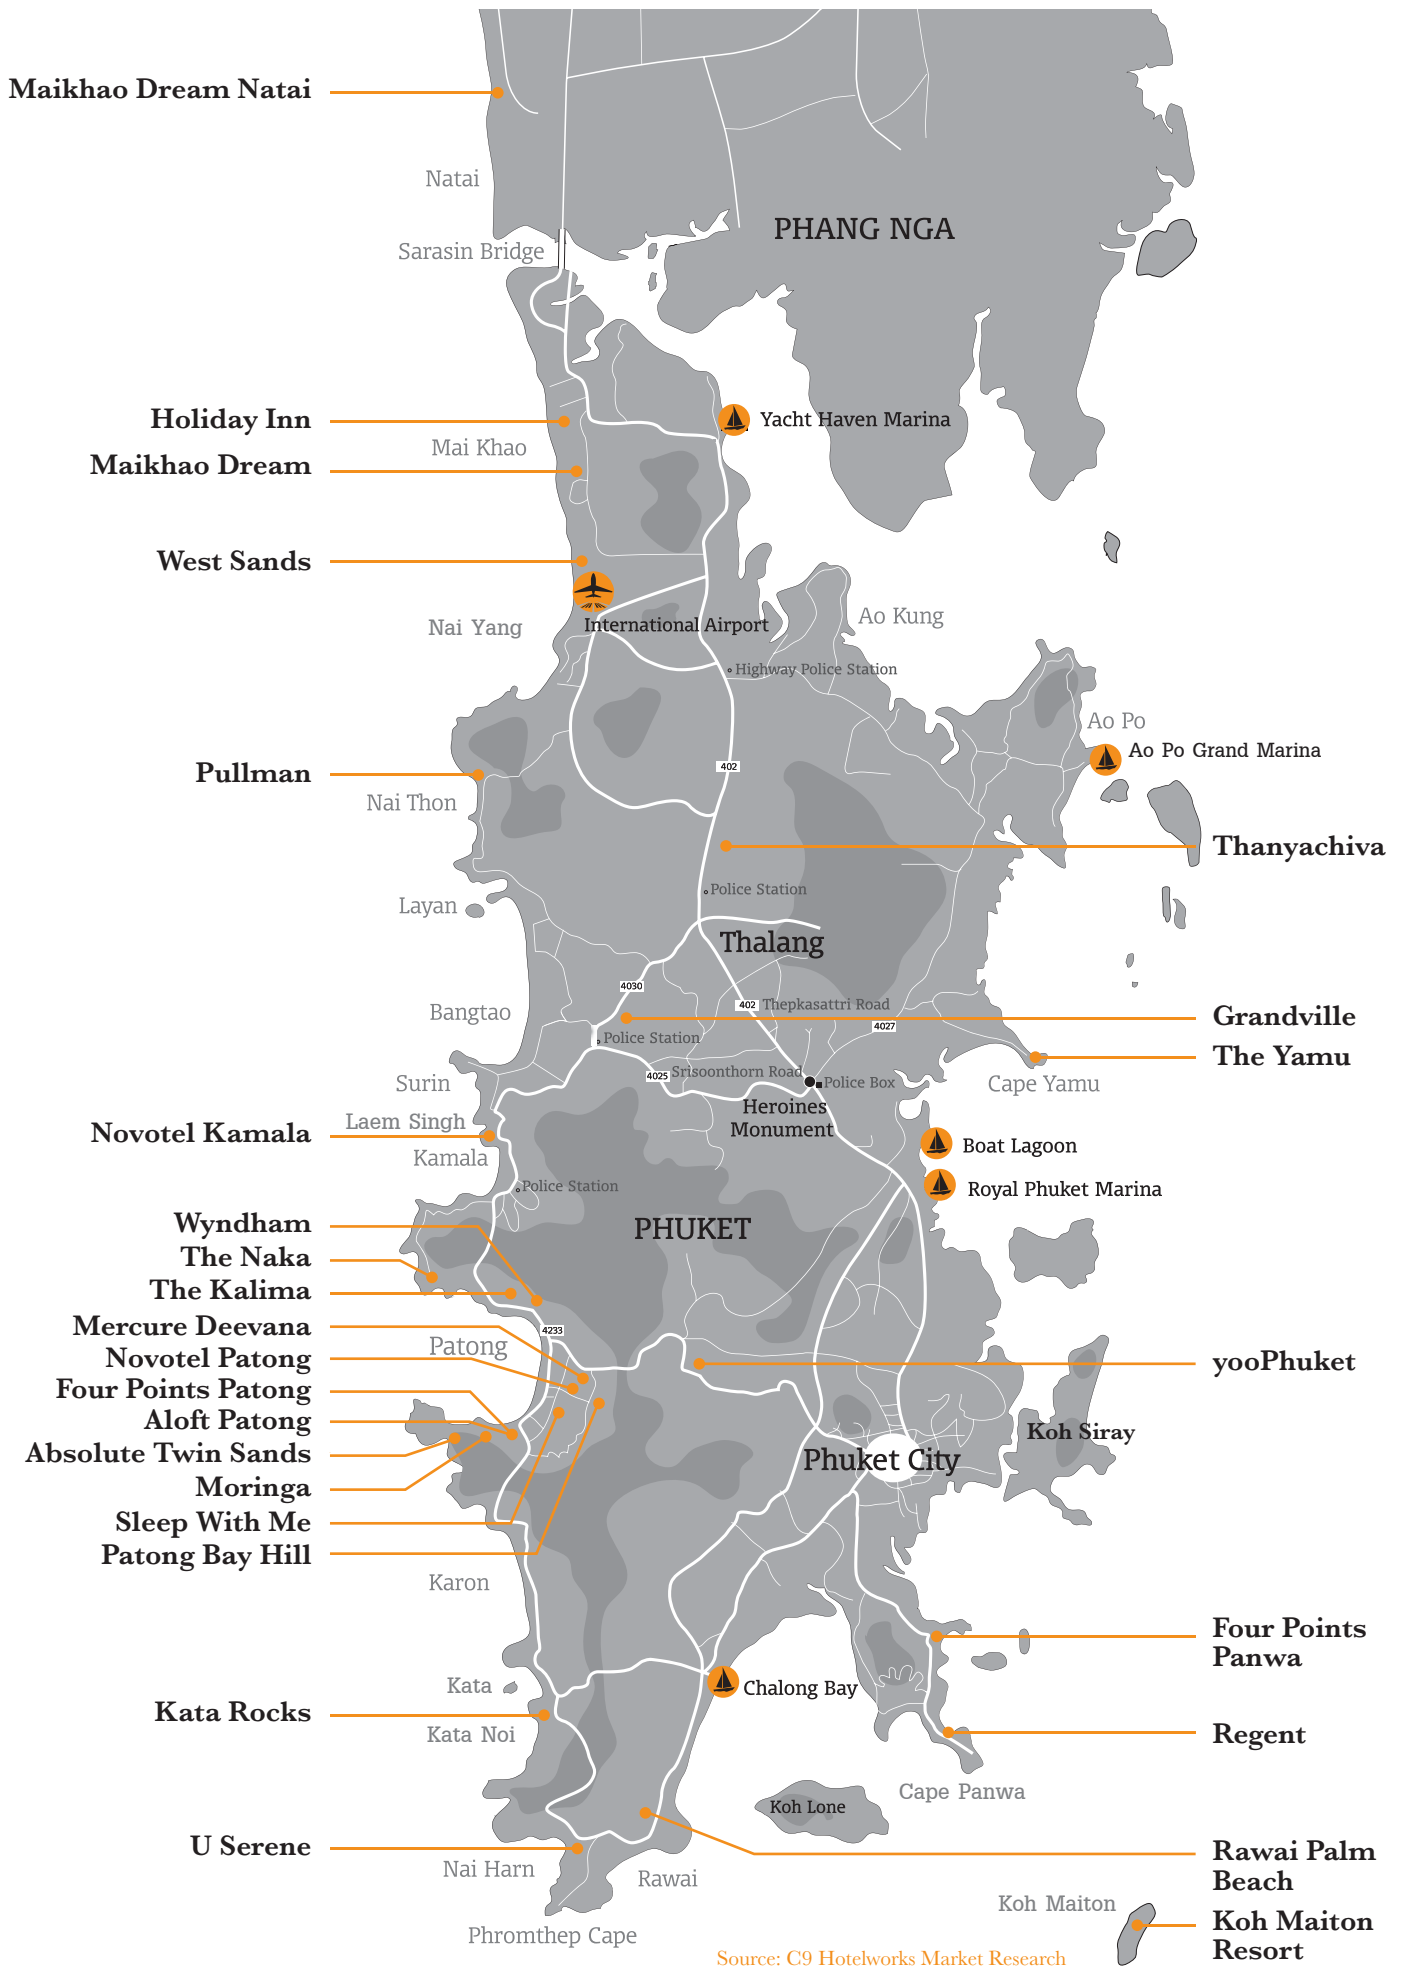 Maikhao Dream Natai
Natai
PHANG NGA
Sarasin Bridge
Holiday Inn
Yacht Haven Marina
Mai Khao
Maikhao Dream
West Sands
Nai Yang
International Airport
Ao Kung
Highway Police Station
Ao Po
Ao Po Grand Marina
402
Pullman
Nai Thon
Thanyachiva
Police Station
Layan
Thalang
4030
402
Thepkasattri Road
Bangtao
Grandville
4027
Police Station
The Yamu
Surin
4025
Srisoonthorn Road
Police Box
Cape Yamu
Heroines
Monument
Laem Singh
Novotel Kamala
Kamala
Boat Lagoon
Police Station
Royal Phuket Marina
Wyndham
PHUKET
The Naka
The Kalima
Mercure Deevana
4233
Patong
Novotel Patong
yooPhuket
Four Points Patong
Aloft Patong
Koh Siray
Absolute Twin Sands
Phuket City
Moringa
Sleep With Me
Patong Bay Hill
Karon
Four Points
Panwa
Kata
Chalong Bay
Kata Rocks
Kata Noi
Regent
Cape Panwa
Koh Lone
U Serene
Rawai Palm
Beach
Nai Harn
Rawai
Koh Maiton
Koh Maiton
Resort
Phromthep Cape
Source: C9 Hotelworks Market Research